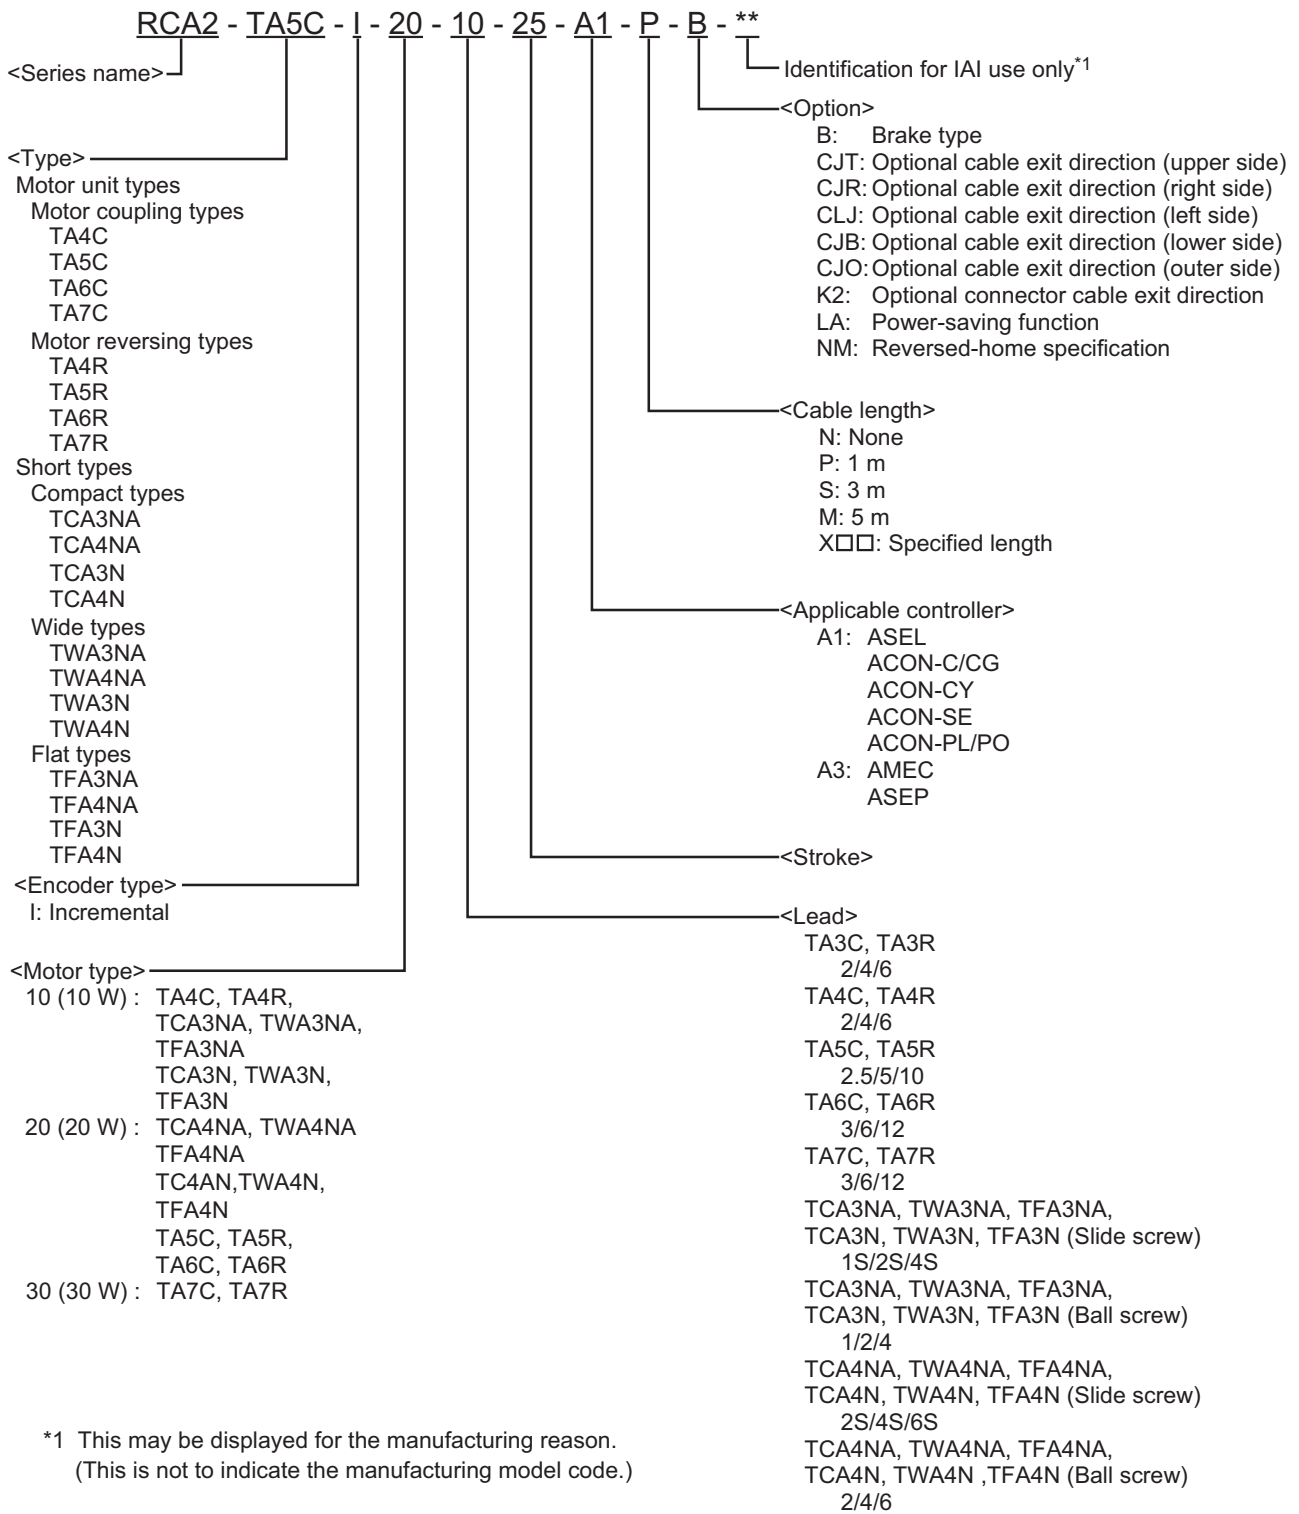 RCA2 - TA5C - I - 20 - 10 - 25 - A1 - P - B - **
<Series name>
<Type>
Motor unit types
Motor coupling types
TA4C
TA5C
TA6C
TA7C
Motor reversing types
TA4R
TA5R
TA6R
TA7R
Short types
Compact types
TCA3NA
TCA4NA
TCA3N
TCA4N
Wide types
TWA3NA
TWA4NA
TWA3N
TWA4N
Flat types
TFA3NA
TFA4NA
TFA3N
TFA4N
<Encoder type>
I: Incremental
<Motor type>
10 (10 W) : TA4C, TA4R,
TCA3NA, TWA3NA,
TFA3NA
TCA3N, TWA3N,
TFA3N
20 (20 W) : TCA4NA, TWA4NA
TFA4NA
TC4AN,TWA4N,
TFA4N
TA5C, TA5R,
TA6C, TA6R
30 (30 W) : TA7C, TA7R
Identification for IAI use only*1
<Option>
B: Brake type
CJT: Optional cable exit direction (upper side)
CJR: Optional cable exit direction (right side)
CLJ: Optional cable exit direction (left side)
CJB: Optional cable exit direction (lower side)
CJO: Optional cable exit direction (outer side)
K2: Optional connector cable exit direction
LA: Power-saving function
NM: Reversed-home specification
<Cable length>
N: None
P: 1 m
S: 3 m
M: 5 m
X□□: Specified length
<Applicable controller>
A1: ASEL
ACON-C/CG
ACON-CY
ACON-SE
ACON-PL/PO
A3: AMEC
ASEP
<Stroke>
<Lead>
TA3C, TA3R
2/4/6
TA4C, TA4R
2/4/6
TA5C, TA5R
2.5/5/10
TA6C, TA6R
3/6/12
TA7C, TA7R
3/6/12
TCA3NA, TWA3NA, TFA3NA,
TCA3N, TWA3N, TFA3N (Slide screw)
1S/2S/4S
TCA3NA, TWA3NA, TFA3NA,
TCA3N, TWA3N, TFA3N (Ball screw)
1/2/4
TCA4NA, TWA4NA, TFA4NA,
TCA4N, TWA4N, TFA4N (Slide screw)
2S/4S/6S
TCA4NA, TWA4NA, TFA4NA,
TCA4N, TWA4N ,TFA4N (Ball screw)
2/4/6
*1 This may be displayed for the manufacturing reason.
(This is not to indicate the manufacturing model code.)